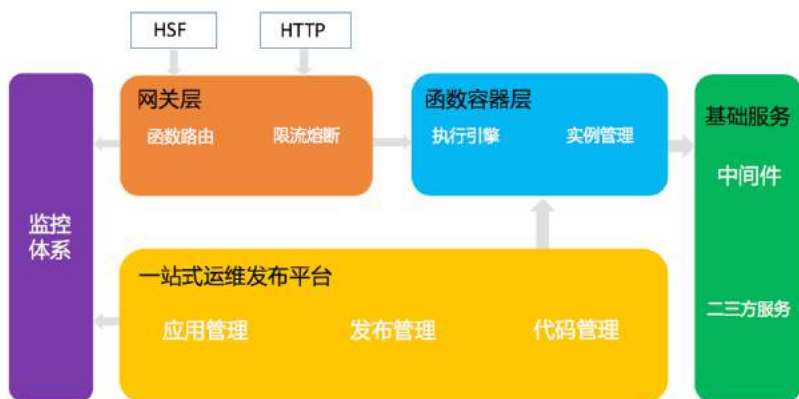 HSF
HTTP
网关层
函数路由
限流熔断
函数容器层
执行引擎
实例管理
基础服务
中间件
二三方服务
监控
体系
一站式运维发布平台
应用管理
发布管理
代码管理